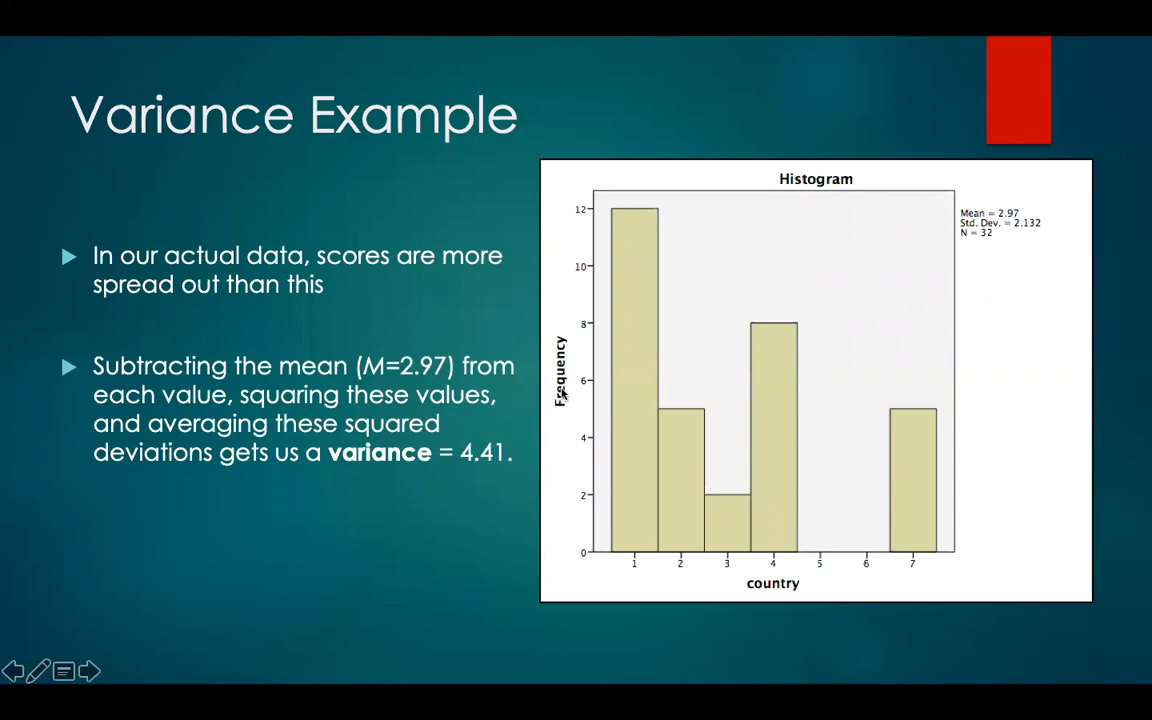 Variance Example
In our actual data, scores are more
spread out than this
Subtracting the mean (M=2.97) from
each value, squaring these values,
and averaging these squared
deviations gets us a variance = 4.41.
Histogram
Mean = 2.97
Std. Dev. = 2.132
N = 32
Frequency
12
10
8
6
4
2
0
1 2 3 4 5 6 7
country